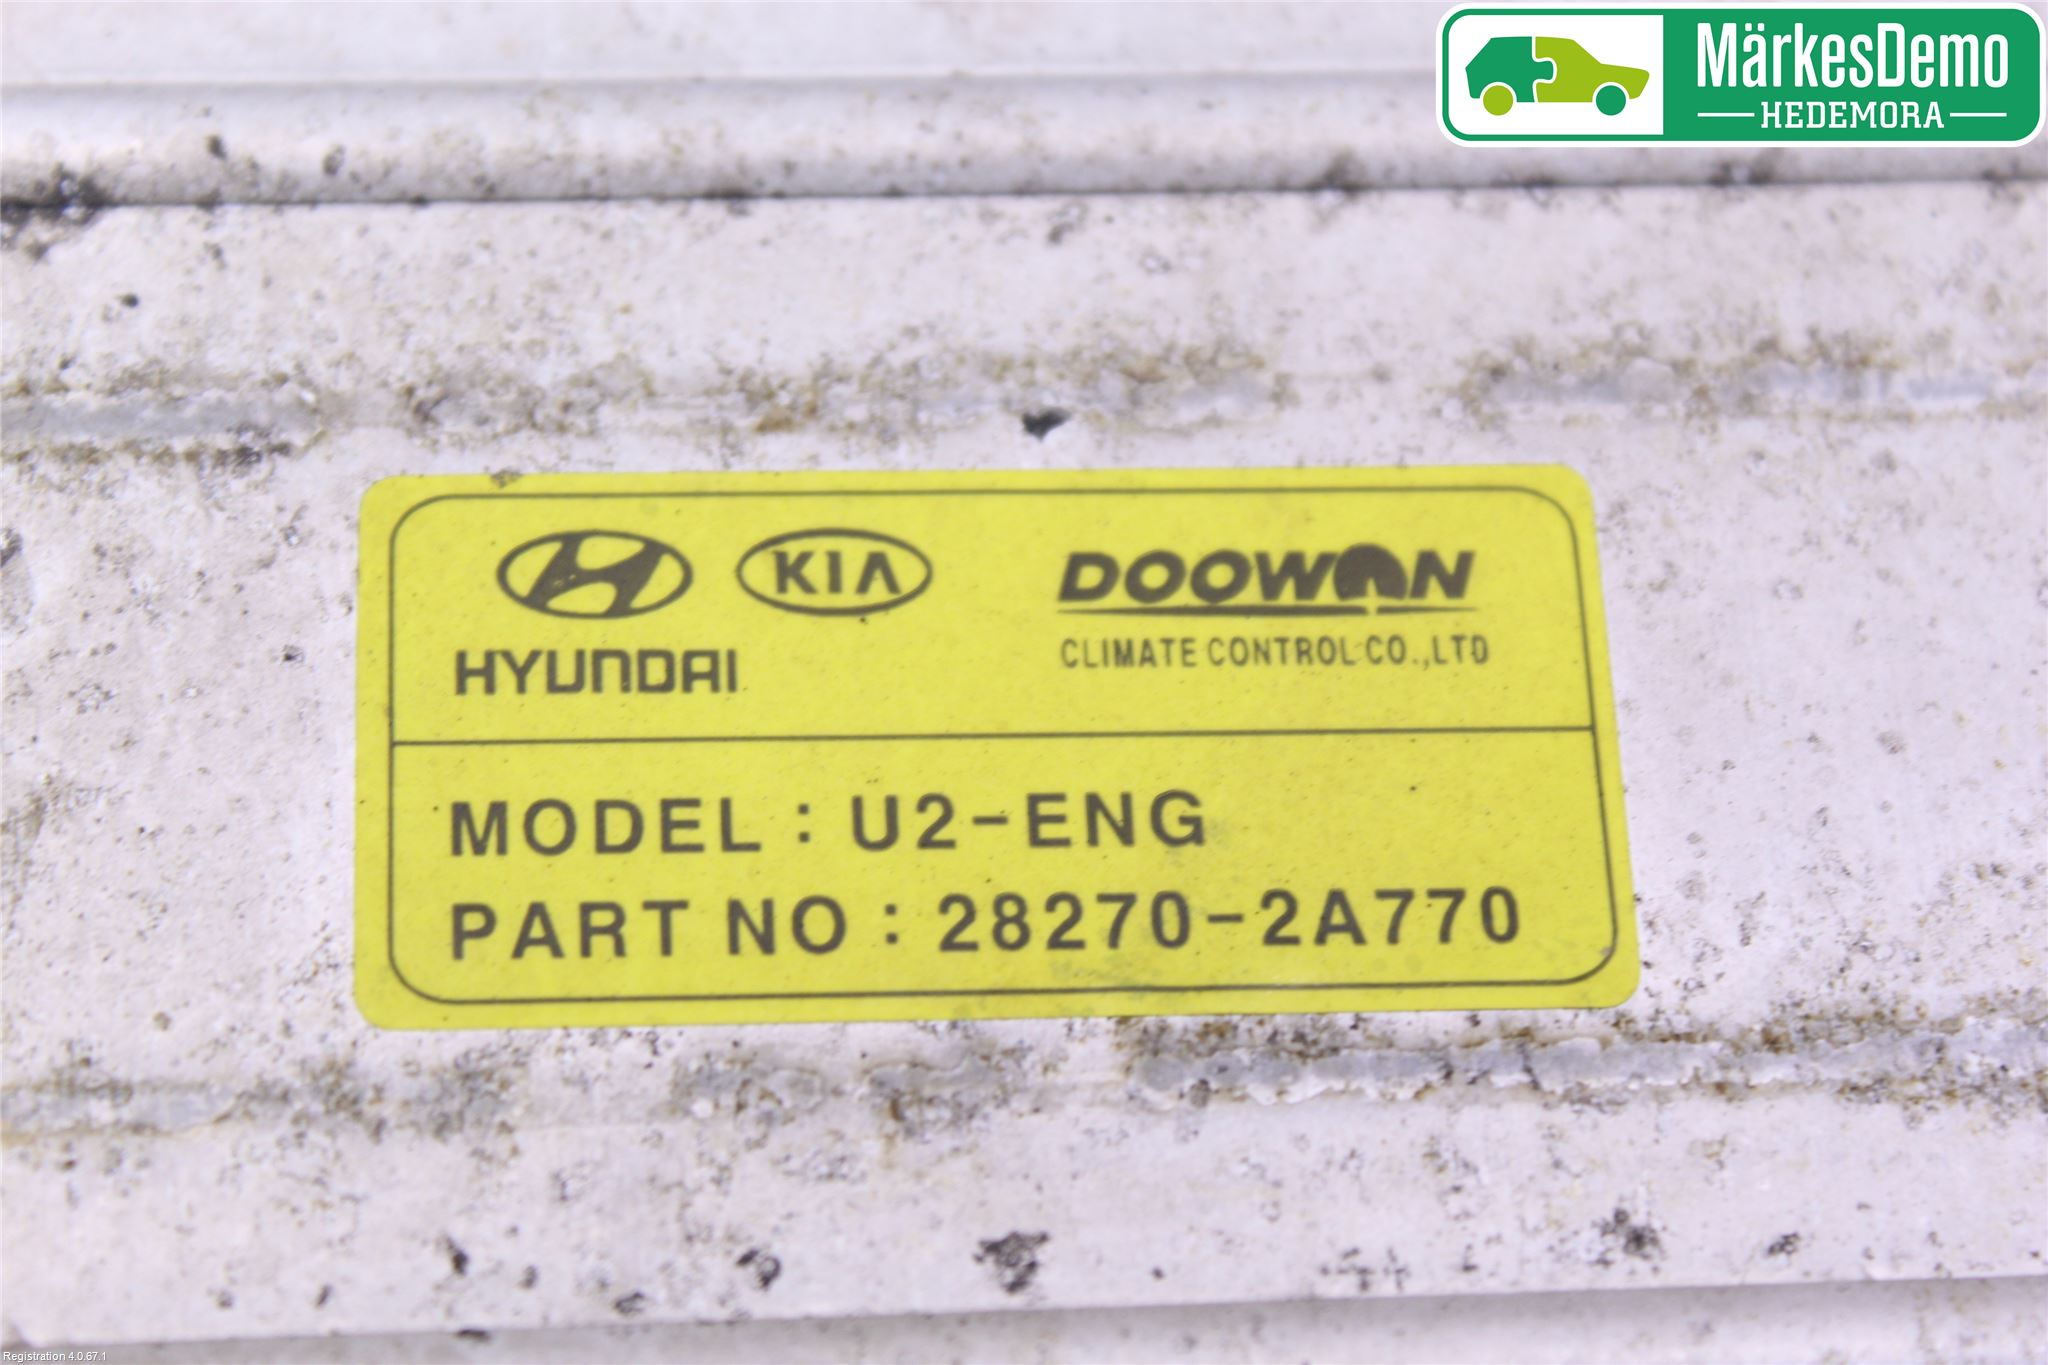 MärkesDemo
HEDEMORA
KIA
HYUNDAI
DOOWON
CLIMATE CONTROL CO.,LTD
MODEL : U2-ENG
PART NO : 28270-2A770
Registration 4.0.67.1